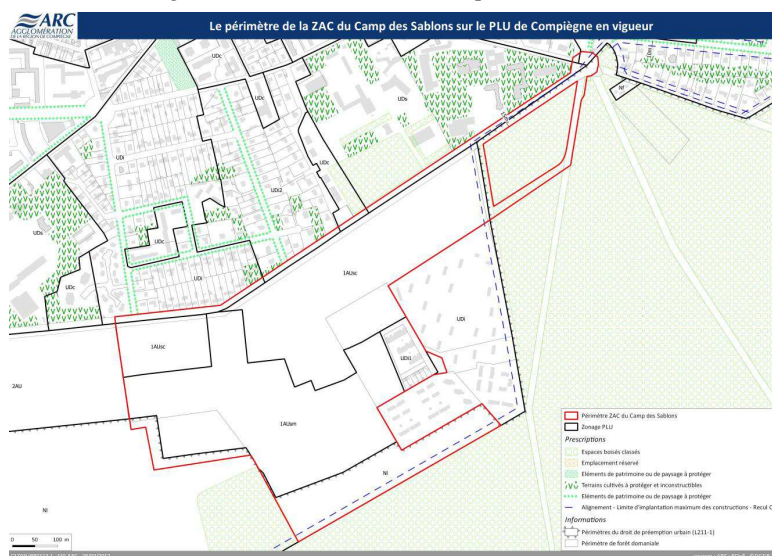 ARC
AGGLOMÉRATION
DE LA RÉGION DE COMPIÈGNE
Le périmètre de la ZAC du Camp des Sablons sur le PLU de Compiègne en vigueur
UDc
UDc
UDs
UDc
Nf
UDi
UDi2
UDs
UDc
UDc
UDi
1AUsc
UDi
1AUsc
UDi1
2AU
1AUsm
NI
NI
Périmètre ZAC du Camp des Sablons
Zonage PLU
Prescriptions
Espaces boisés classés
Emplacement réservé
Eléments de patrimoine ou de paysage à protéger
Terrains cultivés à protéger et inconstructibles
Eléments de patrimoine ou de paysage à protéger
Alignement - Limite d'implantation maximum des constructions - Recul
Informations
Périmètres du droit de préemption urbain (L211-1)
Périmètre de forêt domaniale
0 50 100 m